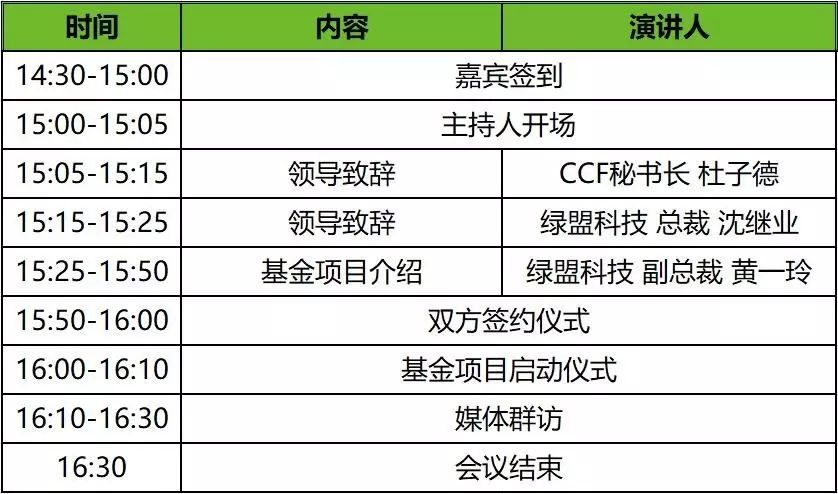 时间 内容 演讲人
14:30-15:00 嘉宾签到
15:00-15:05 主持人开场
15:05-15:15 领导致辞 CCF秘书长 杜子德
15:15-15:25 领导致辞 绿盟科技 总裁 沈继业
15:25-15:50 基金项目介绍 绿盟科技 副总裁 黄一玲
15:50-16:00 双方签约仪式
16:00-16:10 基金项目启动仪式
16:10-16:30 媒体群访
16:30 会议结束